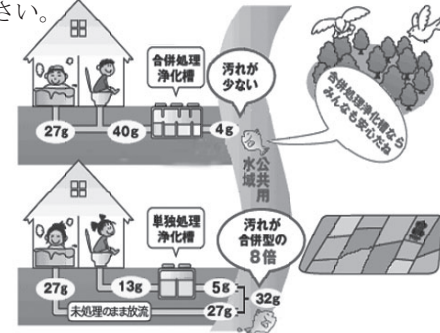 さい。
合併処理
浄化槽
汚れが
少ない
27g
40g
4g
合併処理浄化槽なら
みんなも安心だね
公共用
水域
単独処理
浄化槽
汚れが
合併型の
8倍
27g
13g
5g
32g
未処理のまま放流
27g